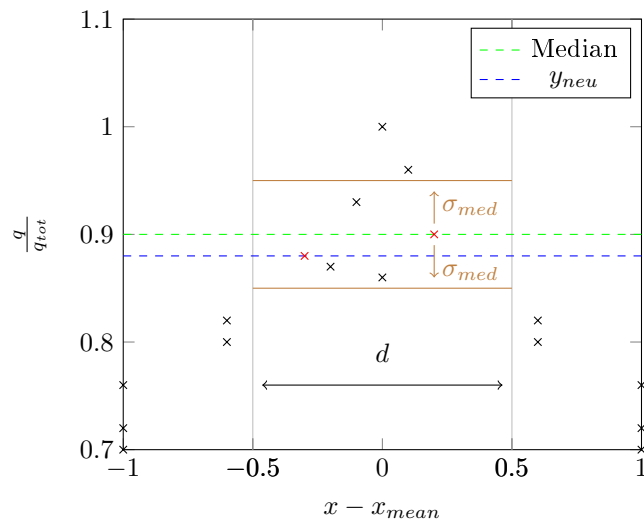 1.1
Median
y_neu
1
σ_med
0.9
σ_med
0.8
d
0.7
−1 −0.5 0 0.5 1
x − x_mean
q/q_tot